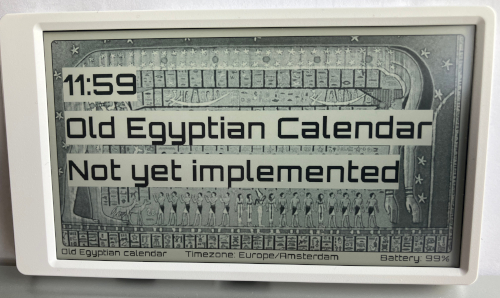 11:59
Old Egyptian Calendar
Not yet implemented
Old Egyptian calendar Timezone: Europe/Amsterdam Battery: 99%